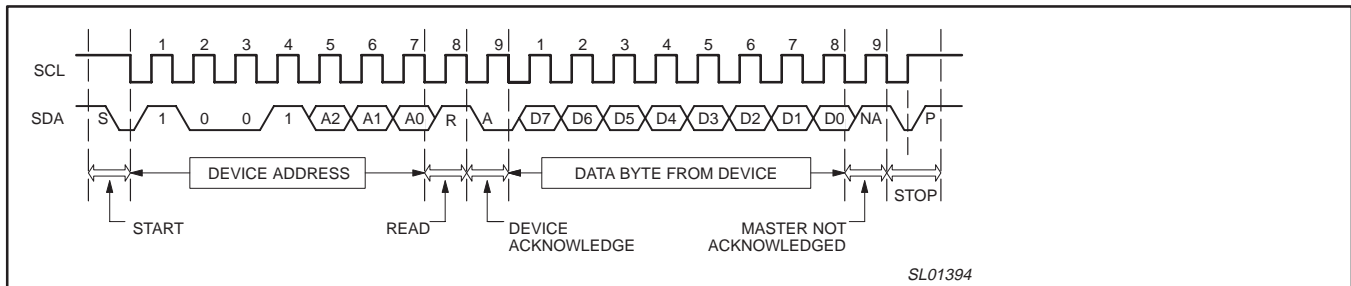 1 2 3 4 5 6 7 8 9 1 2 3 4 5 6 7 8 9
SCL
SDA S 1 0 0 1 A2 A1 A0 R A D7 D6 D5 D4 D3 D2 D1 D0 NA P
DEVICE ADDRESS DATA BYTE FROM DEVICE
STOP
START READ DEVICE ACKNOWLEDGE MASTER NOT ACKNOWLEDGED
SL01394